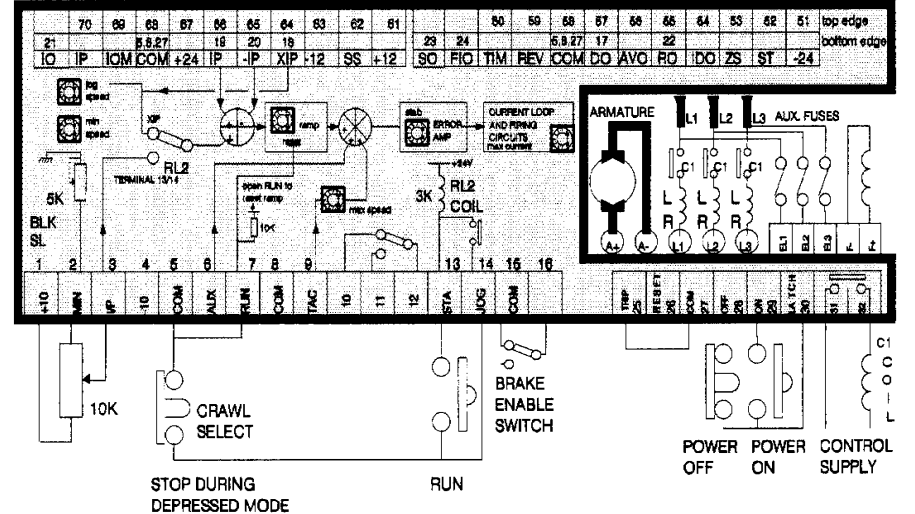 70 69 68 67 66 65 64 63 62 61 60 59 58 57 56 55 54 53 52 51 top edge
21 5,8,27 19 20 18 23 24 5,8,27 17 22 bottom edge
IO IP IOM COM +24 IP -IP XIP -12 SS +12 SO FIO TIM REV COM DO AVO RO !DO ZS ST -24
jog
speed
min
speed
XIP
RL2
TERMINAL 13/14
ramp
reset
stab
ERROR
AMP
CURRENT LOOP
AND FIRING
CIRCUITS
max current
ARMATURE
L1 L2 L3 AUX. FUSES
C1 C1 C1
L L L
R R R
5K
BLK
SL
open RUN to
reset ramp
10K
max speed
+24V
3K
RL2
COIL
A+ A- L1 L2 L3 EL1 EL2 EL3 F- F+
1 2 3 4 5 6 7 8 9 13 14 15 16
+10 MIN I/P -10 COM AUX RUN COM TAC 10 11 12 STA JOG COM
TRIP 25 RESET 26 COM 27 OFF 28 ON 29 LATCH 30 31 32
10K
CRAWL
SELECT
STOP DURING
DEPRESSED MODE
RUN
BRAKE
ENABLE
SWITCH
POWER
OFF
POWER
ON
CONTROL
SUPPLY
C1
C
O
I
L